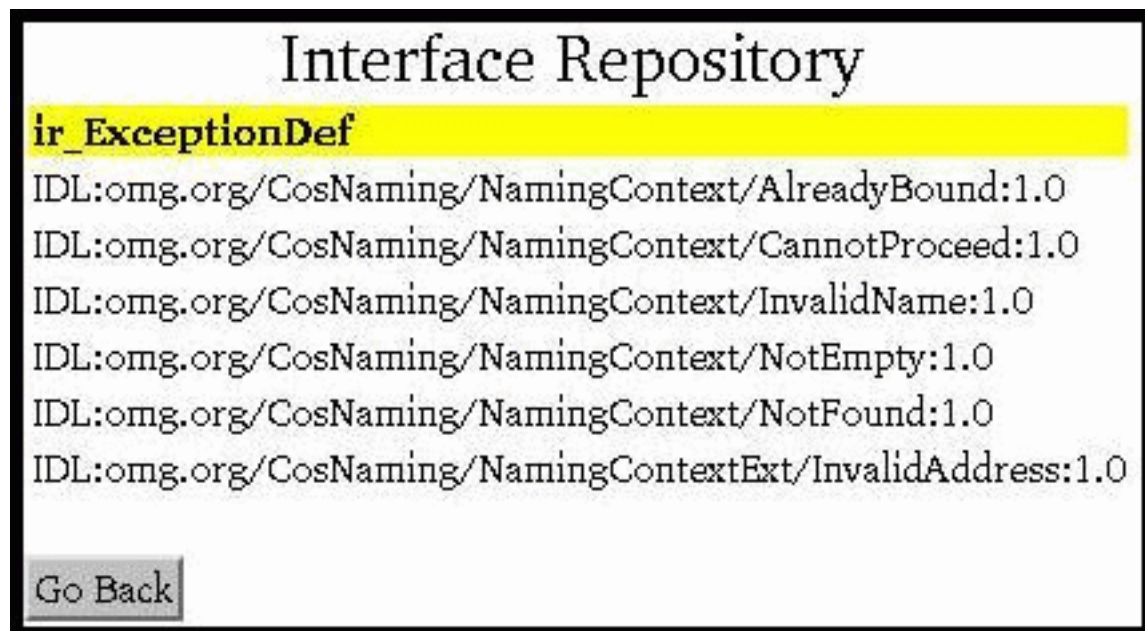 Interface Repository
ir_ExceptionDef
IDL:omg.org/CosNaming/NamingContext/AlreadyBound:1.0
IDL:omg.org/CosNaming/NamingContext/CannotProceed:1.0
IDL:omg.org/CosNaming/NamingContext/InvalidName:1.0
IDL:omg.org/CosNaming/NamingContext/NotEmpty:1.0
IDL:omg.org/CosNaming/NamingContext/NotFound:1.0
IDL:omg.org/CosNaming/NamingContextExt/InvalidAddress:1.0
Go Back